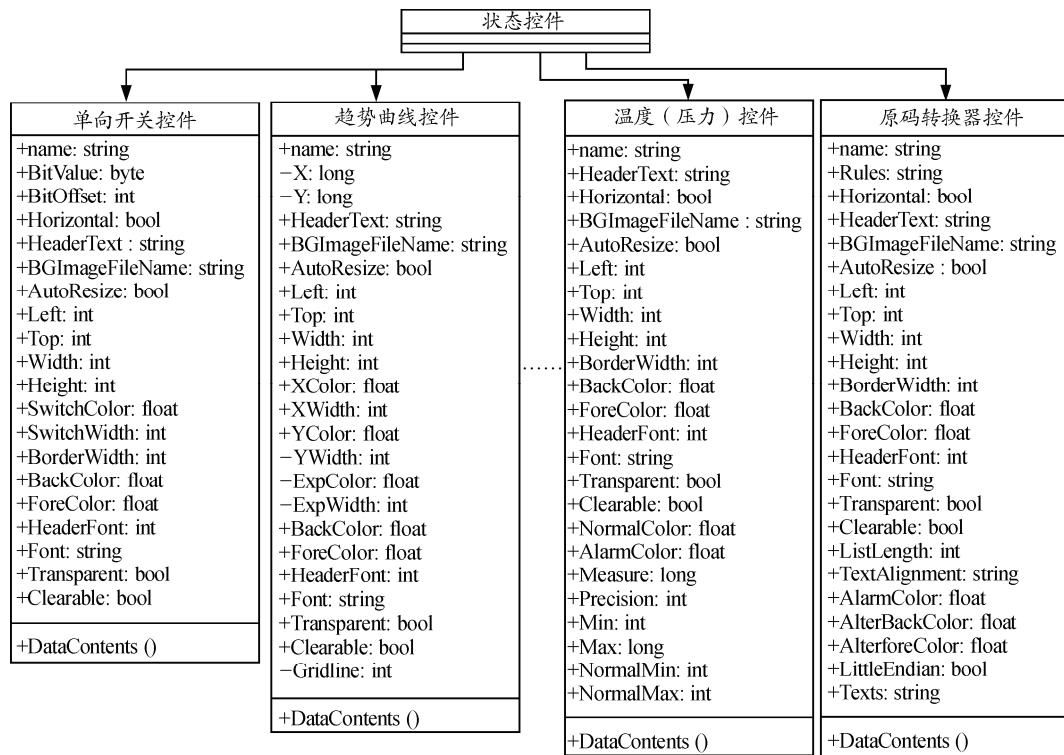 状态控件
单向开关控件
+name: string
+BitValue: byte
+BitOffset: int
+Horizontal: bool
+HeaderText : string
+BGImageFileName: string
+AutoResize: bool
+Left: int
+Top: int
+Width: int
+Height: int
+SwitchColor: float
+SwitchWidth: int
+BorderWidth: int
+BackColor: float
+ForeColor: float
+HeaderFont: int
+Font: string
+Transparent: bool
+Clearable: bool
+DataContents ()
趋势曲线控件
+name: string
−X: long
−Y: long
+HeaderText: string
+BGImageFileName: string
+AutoResize: bool
+Left: int
+Top: int
+Width: int
+Height: int
+XColor: float
+XWidth: int
+YColor: float
−YWidth: int
−ExpColor: float
−ExpWidth: int
+BackColor: float
+ForeColor: float
+HeaderFont: int
+Font: string
+Transparent: bool
+Clearable: bool
−Gridline: int
+DataContents ()
……
温度（压力）控件
+name: string
+HeaderText: string
+Horizontal: bool
+BGImageFileName : string
+AutoResize: bool
+Left: int
+Top: int
+Width: int
+Height: int
+BorderWidth: int
+BackColor: float
+ForeColor: float
+HeaderFont: int
+Font: string
+Transparent: bool
+Clearable: bool
+NormalColor: float
+AlarmColor: float
+Measure: long
+Precision: int
+Min: int
+Max: long
+NormalMin: int
+NormalMax: int
+DataContents ()
原码转换器控件
+name: string
+Rules: string
+Horizontal: bool
+HeaderText: string
+BGImageFileName: string
+AutoResize : bool
+Left: int
+Top: int
+Width: int
+Height: int
+BorderWidth: int
+BackColor: float
+ForeColor: float
+HeaderFont: int
+Font: string
+Transparent: bool
+Clearable: bool
+ListLength: int
+TextAlignment: string
+AlarmColor: float
+AlterBackColor: float
+AlterforeColor: float
+LittleEndian: bool
+Texts: string
+DataContents ()